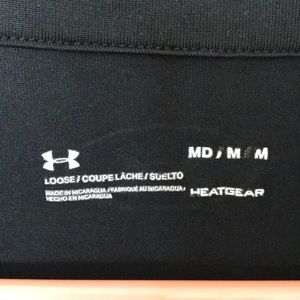 MD / M / M
LOOSE / COUPE LÂCHE / SUELTO
MADE IN NICARAGUA / FABRIQUÉ AU NICARAGUA /
HECHO EN NICARAGUA
HEATGEAR